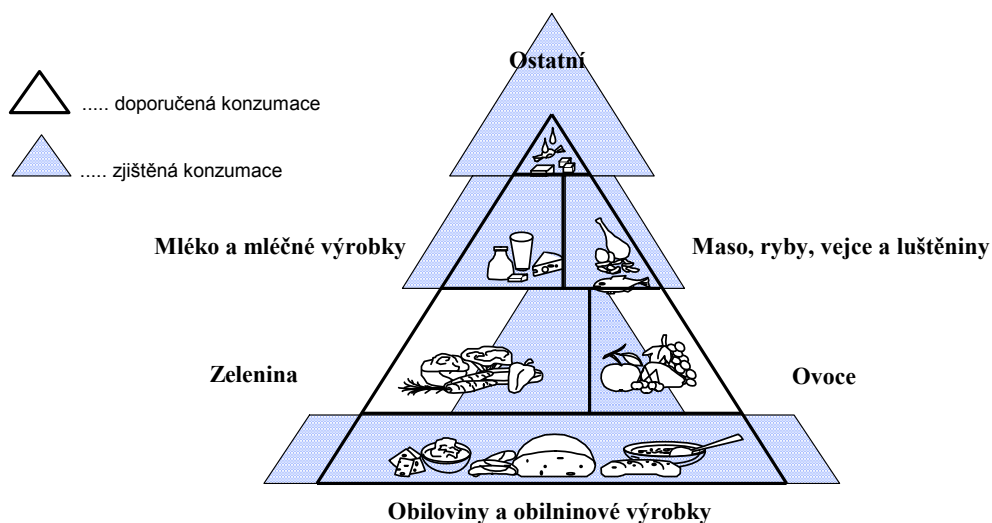 Ostatní
..... doporučená konzumace
..... zjištěná konzumace
Mléko a mléčné výrobky
Maso, ryby, vejce a luštěniny
Zelenina
Ovoce
Obiloviny a obilninové výrobky